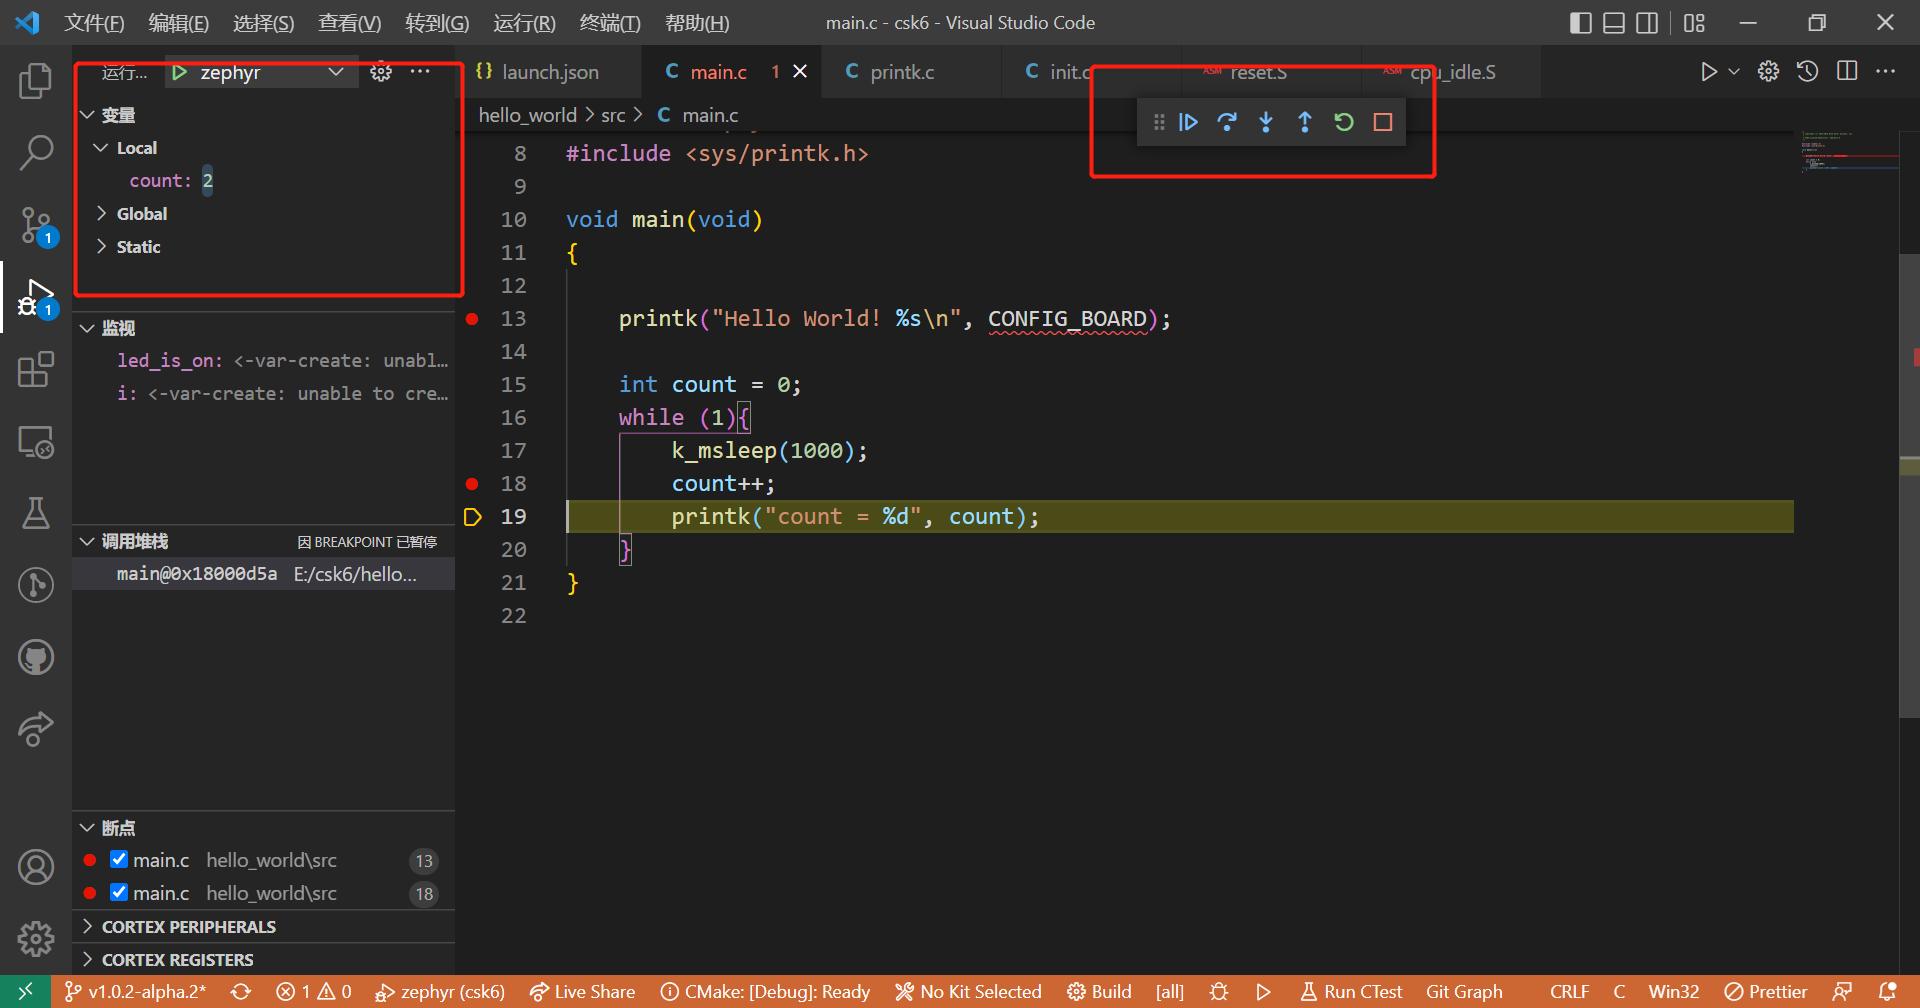 文件(F) 编辑(E) 选择(S) 查看(V) 转到(G) 运行(R) 终端(T) 帮助(H) main.c - csk6 - Visual Studio Code
运行... zephyr
{} launch.json C main.c 1 C printk.c C init.c ASM reset.S ASM cpu_idle.S
hello_world > src > C main.c
变量
Local
count: 2
Global
Static
监视
led_is_on: <-var-create: unabl…
i: <-var-create: unable to cre…
调用堆栈 因 BREAKPOINT 已暂停
main@0x18000d5a E:/csk6/hello...
断点
main.c hello_world\src 13
main.c hello_world\src 18
CORTEX PERIPHERALS
CORTEX REGISTERS
1
1
8 #include <sys/printk.h>
9
10 void main(void)
11 {
12
13 printk("Hello World! %s\n", CONFIG_BOARD);
14
15 int count = 0;
16 while (1){
17 k_msleep(1000);
18 count++;
19 printk("count = %d", count);
20 }
21 }
22
v1.0.2-alpha.2* 1 0 zephyr (csk6) Live Share CMake: [Debug]: Ready No Kit Selected Build [all] Run CTest Git Graph CRLF C Win32 Prettier